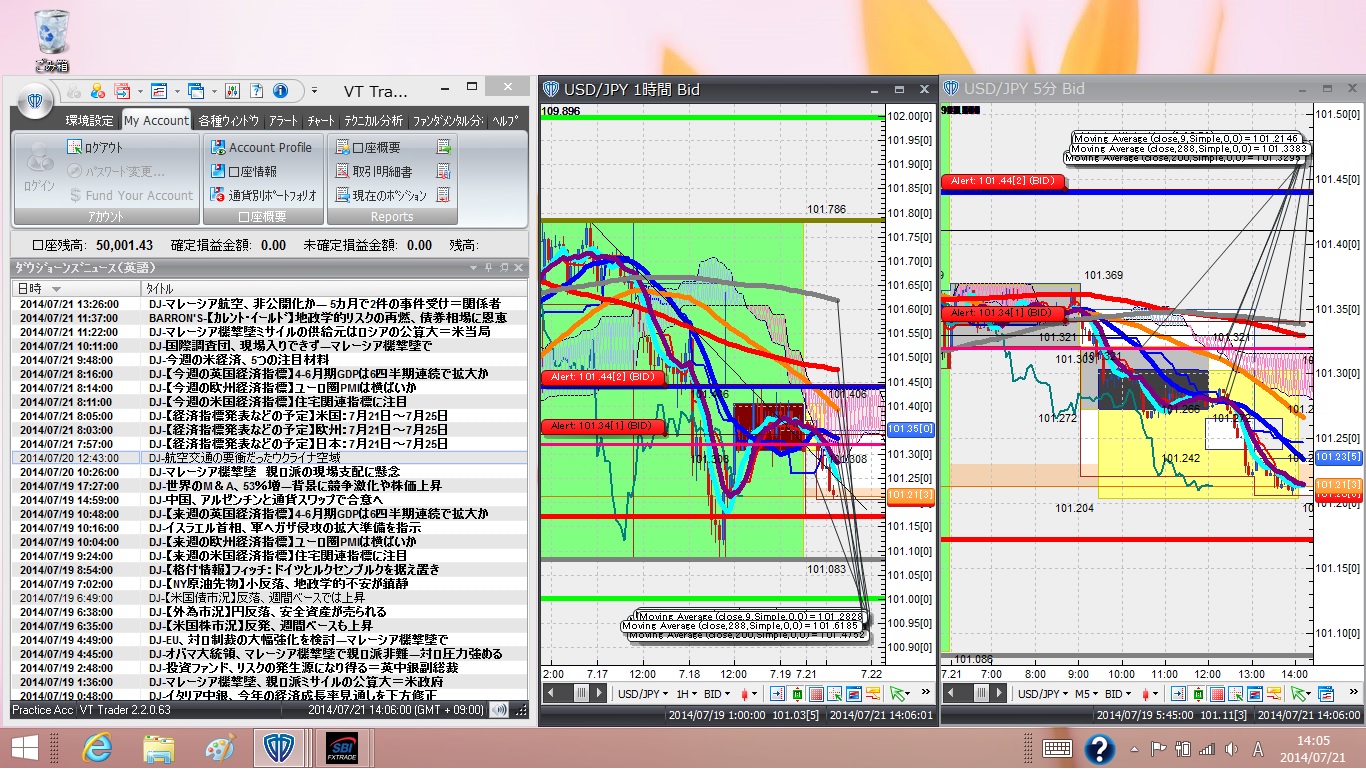 ごみ箱
VT Tra...
環境設定 My Account 各種ウィンドウ アラート チャート テクニカル分析 ファンダメンタル分 ヘルプ
ログイン
ログアウト
パスワード変更...
Fund Your Account
アカウント
Account Profile
口座情報
通貨別ポートフォリオ
口座概要
口座概要
取引明細書
現在のポジション
Reports
口座残高: 50,001.43 確定損益金額: 0.00 未確定損益金額: 0.00 残高:
ダウジョーンズニュース(英語)
日時 タイトル
2014/07/21 13:26:00 DJ-マレーシア航空、非公開化か― 5カ月で2件の事件受け=関係者
2014/07/21 11:37:00 BARRON'S-【カレント・イールド】地政学的リスクの再燃、債券相場に恩恵
2014/07/21 11:22:00 DJ-マレーシア機撃墜ミサイルの供給元はロシアの公算大=米当局
2014/07/21 10:11:00 DJ-国際調査団、現場入りできず―マレーシア機撃墜で
DJ-今週の米経済、5つの注目材料
DJ-【今週の英国経済指標】4-6月期GDPは6四半期連続で拡大か
2014/07/21 8:14:00 DJ-【今週の欧州経済指標】ユーロ圏PMIは横ばいか
2014/07/21 8:11:00 DJ-【今週の米国経済指標】住宅関連指標に注目
2014/07/21 8:09:00 DJ-【経済指標発表などの予定】米国:7月21日～7月25日
DJ-【経済指標発表などの予定】欧州:7月21日～7月25日
2014/07/21 7:57:00 DJ-【経済指標発表などの予定】日本:7月21日～7月25日
2014/07/20 12:43:00 DJ-航空交通の要衝だったウクライナ空域
2014/07/20 10:26:00 DJ-マレーシア機撃墜、親ロ派の現場支配に懸念
2014/07/19 17:27:00 DJ-世界のM&A、53%増―背景に競争激化や株価上昇
2014/07/19 14:59:00 DJ-中国、アルゼンチンと通貨スワップで合意へ
2014/07/19 10:48:00 DJ-【来週の英国経済指標】4-6月期GDPは6四半期連続で拡大か
2014/07/19 10:16:00 DJ-イスラエル首相、軍へガザ侵攻の拡大準備を指示
2014/07/19 10:04:00 DJ-【来週の欧州経済指標】ユーロ圏PMIは横ばいか
2014/07/19 9:24:00 DJ-【来週の米国経済指標】住宅関連指標に注目
2014/07/19 8:54:00 DJ-【格付け情報】フィッチ:ドイツとルクセンブルクを据え置き
2014/07/19 7:02:00 DJ-【NY原油先物】小反落、地政学的不安が鎮静
2014/07/19 6:49:00 DJ-【米国債市況】反落、週間ベースでは上昇
2014/07/19 6:38:00 DJ-【外為市況】円反落、安全資産が売られる
2014/07/19 6:35:00 DJ-【米株市況】反発、週間ベースも上昇
2014/07/19 4:49:00 DJ-EU、対ロ制裁の大幅強化を検討―マレーシア機撃墜で
2014/07/19 4:45:00 DJ-オバマ大統領、マレーシア機撃墜で親ロ派非難―対ロ圧力強める
2014/07/19 2:48:00 DJ-投資ファンド、リスクの発生源になり得る=英中銀副総裁
2014/07/19 1:36:00 DJ-マレーシア機撃墜、親ロ派ミサイルの公算大=米政府
2014/07/19 0:48:00 DJ-イタリア中銀、今年の経済成長率見通しを下方修正
Practice Acc VT Trader 2.2.0.63 2014/07/21 14:06:00 (GMT + 09:00)
USD/JPY 1時間 Bid
109.896
101.786
Alert: 101.44[2] (BID)
101.406
Alert: 101.34[1] (BID)
101.083
Moving Average (close,9,Simple,0,0) = 101.2828
Moving Average (close,288,Simple,0,0) = 101.6185
Moving Average (close,200,Simple,0,0) = 101.4752
102.00[0]
101.95[0]
101.90[0]
101.85[0]
101.80[0]
101.75[0]
101.70[0]
101.65[0]
101.60[0]
101.55[0]
101.50[0]
101.45[0]
101.40[0]
101.35[0]
101.30[0]
101.25[0]
101.21[3]
101.15[0]
101.10[0]
101.05[0]
101.00[0]
100.95[0]
100.90[0]
2:00 7.17 12:00 7.18 12:00 7.19 7.21 7.22
USD/JPY 1H BID
2014/07/19 1:00:00 101.03[5] 2014/07/21 14:06:01
USD/JPY 5分 Bid
Moving Average (close,9,Simple,0,0) = 101.2146
Moving Average (close,288,Simple,0,0) = 101.3383
Moving Average (close,200,Simple,0,0) = 101.3295
Alert: 101.44[2] (BID)
101.369
Alert: 101.34[1] (BID)
101.321
101.321
101.272
101.266
101.242
101.204
101.086
101.50[0]
101.45[0]
101.40[0]
101.35[0]
101.30[0]
101.25[0]
101.23[5]
101.21[3]
101.15[0]
101.10[0]
7.21 7:00 8:00 9:00 10:00 11:00 12:00 13:00 14:00
USD/JPY M5 BID
2014/07/19 5:45:00 101.11[3] 2014/07/21 14:06:00
SBI
FXTRADE
A
14:05
2014/07/21